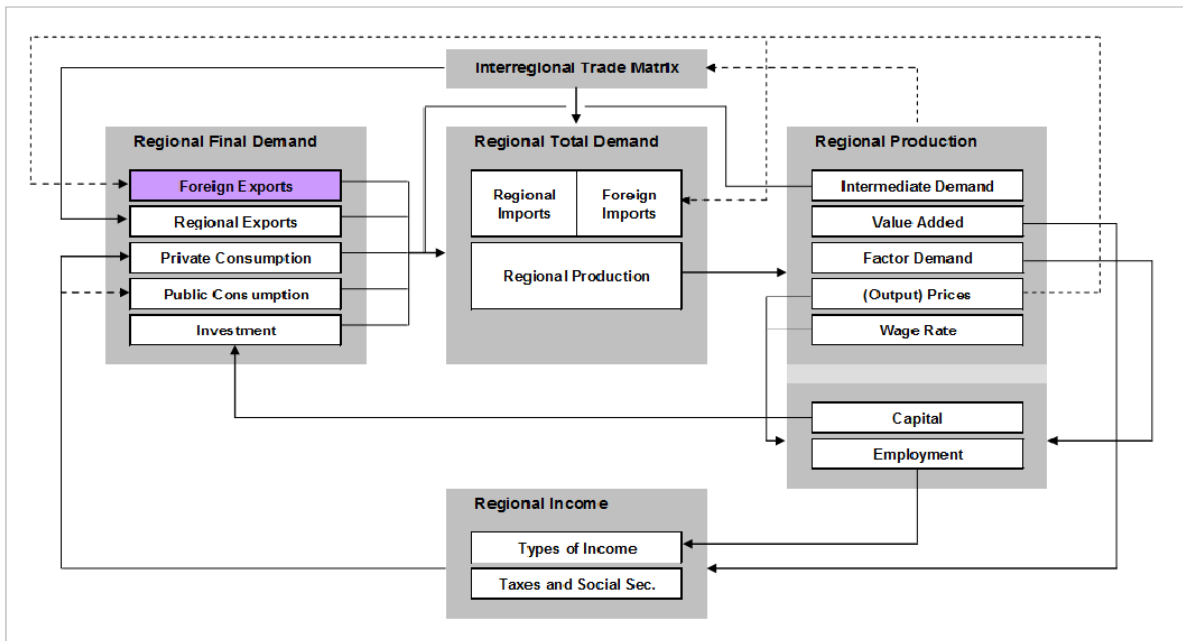 Interregional Trade Matrix
Regional Final Demand
Foreign Exports
Regional Exports
Private Consumption
Public Consumption
Investment
Regional Total Demand
Regional
Imports
Foreign
Imports
Regional Production
Regional Production
Intermediate Demand
Value Added
Factor Demand
(Output) Prices
Wage Rate
Capital
Employment
Regional Income
Types of Income
Taxes and Social Sec.